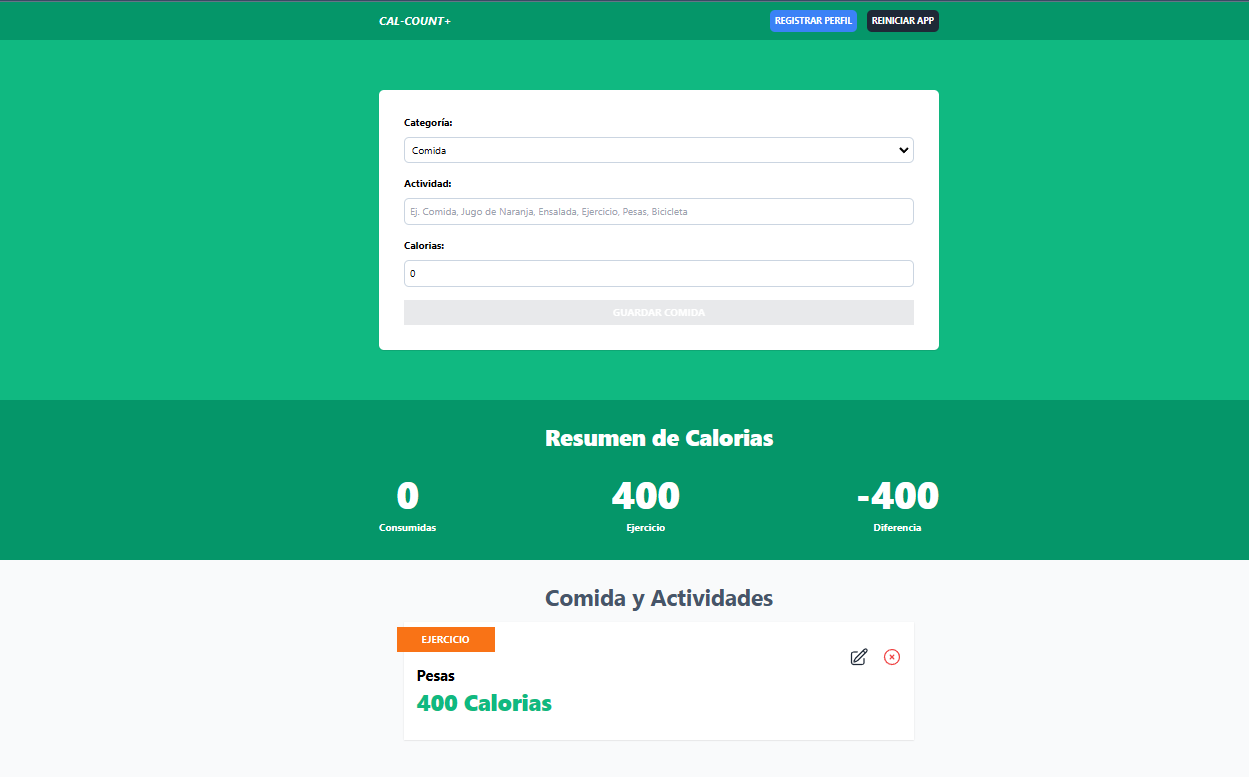 CAL-COUNT+
REGISTRAR PERFIL
REINICIAR APP
Categoría:
Comida
Actividad:
Ej. Comida, Jugo de Naranja, Ensalada, Ejercicio, Pesas, Bicicleta
Calorias:
0
GUARDAR COMIDA
Resumen de Calorias
0 400 -400
Consumidas Ejercicio Diferencia
Comida y Actividades
EJERCICIO
Pesas
400 Calorias